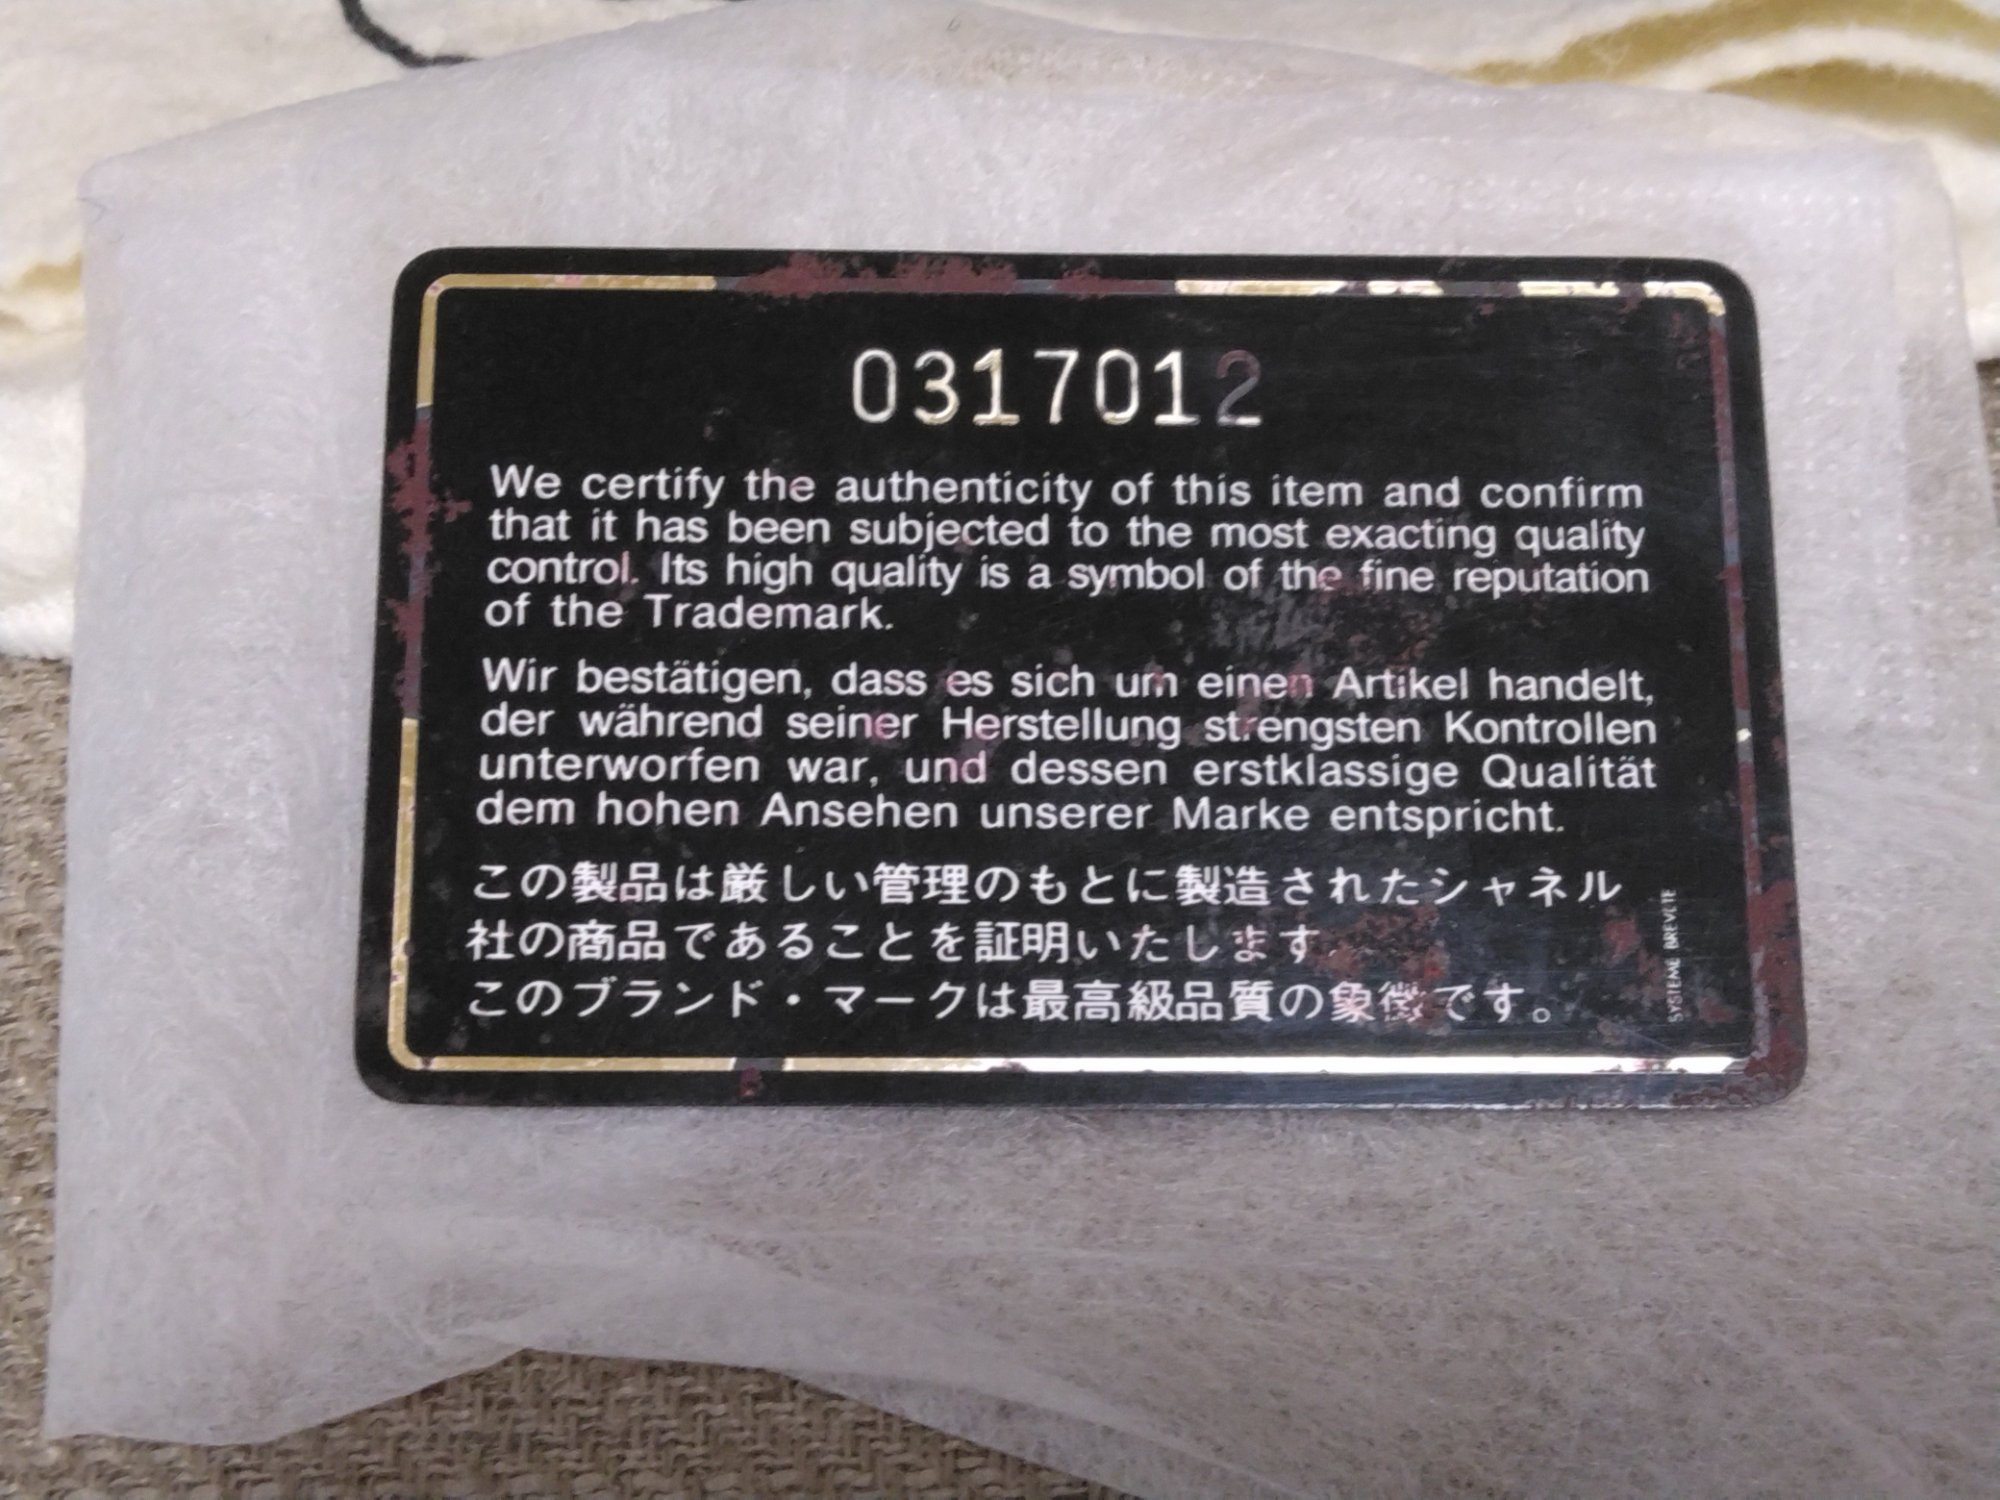 0317012
We certify the authenticity of this item and confirm
that it has been subjected to the most exacting quality
control. Its high quality is a symbol of the fine reputation
of the Trademark.
Wir bestätigen, dass es sich um einen Artikel handelt,
der während seiner Herstellung strengsten Kontrollen
unterworfen war, und dessen erstklassige Qualität
dem hohen Ansehen unserer Marke entspricht.
この製品は厳しい管理のもとに製造されたシャネル
社の商品であることを証明いたします
このブランド・マークは最高級品質の象徴です。
SYSTEME BREVETE